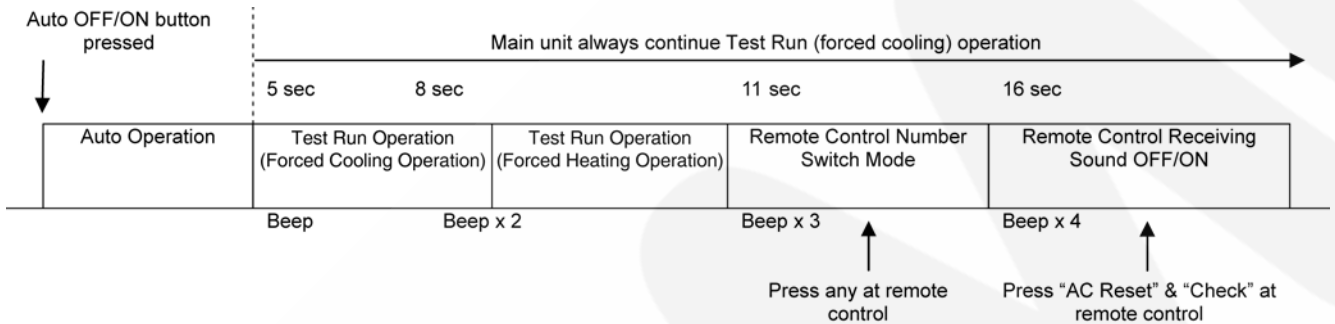 Auto OFF/ON button
pressed
Main unit always continue Test Run (forced cooling) operation
5 sec
8 sec
11 sec
16 sec
Auto Operation
Test Run Operation
(Forced Cooling Operation)
Test Run Operation
(Forced Heating Operation)
Remote Control Number
Switch Mode
Remote Control Receiving
Sound OFF/ON
Beep
Beep x 2
Beep x 3
Beep x 4
Press any at remote
control
Press “AC Reset” & “Check” at
remote control